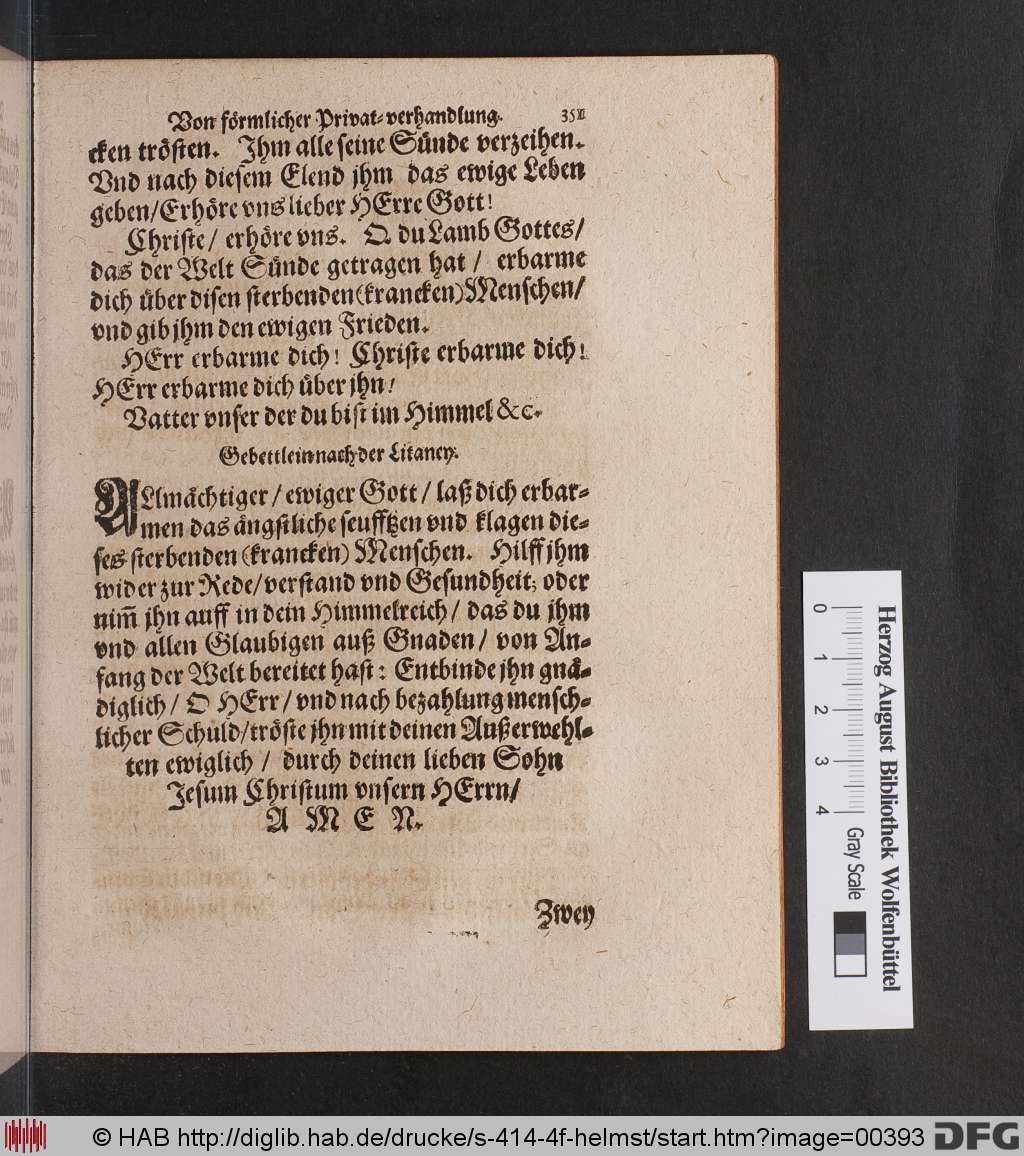 Von förmlicher Privat-verhandlung. 35
cken trösten. Ihm alle seine Sünde verzeihen.
Vnd nach diesem Elend jhm das ewige Leben
geben/Erhöre vns lieber HErre Gott!
Christe/ erhöre vns. O du Lamb Gottes/
das der Welt Sünde getragen hat / erbarme
dich über disen sterbenden (krancken) Menschen/
vnd gib jhm den ewigen Frieden.
HErr erbarme dich! Christe erbarme dich!
HErr erbarme dich über jhn!
Vatter vnser der du bist im Himmel &c.
Gebettlein nach der Litaney.
ALlmächtiger / ewiger Gott / laß dich erbar-
men das ängstliche seufftzen vnd klagen die-
ses sterbenden (krancken) Menschen. Hilff jhm
wider zur Rede/ verstand vnd Gesundheit; oder
nim̃ jhn auff in dein Himmelreich / das du jhm
vnd allen Glaubigen auß Gnaden / von An-
fang der Welt bereitet hast: Entbinde jhn gnä-
diglich / O HErr / vnd nach bezahlung mensch-
licher Schuld/ tröste jhn mit deinen Außerwehl-
ten ewiglich / durch deinen lieben Sohn
Jesum Christum vnsern HErrn/
A M E N.
Zwey
Herzog August Bibliothek Wolfenbüttel
0 1 2 3 4 Gray Scale
© HAB http://diglib.hab.de/drucke/s-414-4f-helmst/start.htm?image=00393 DFG